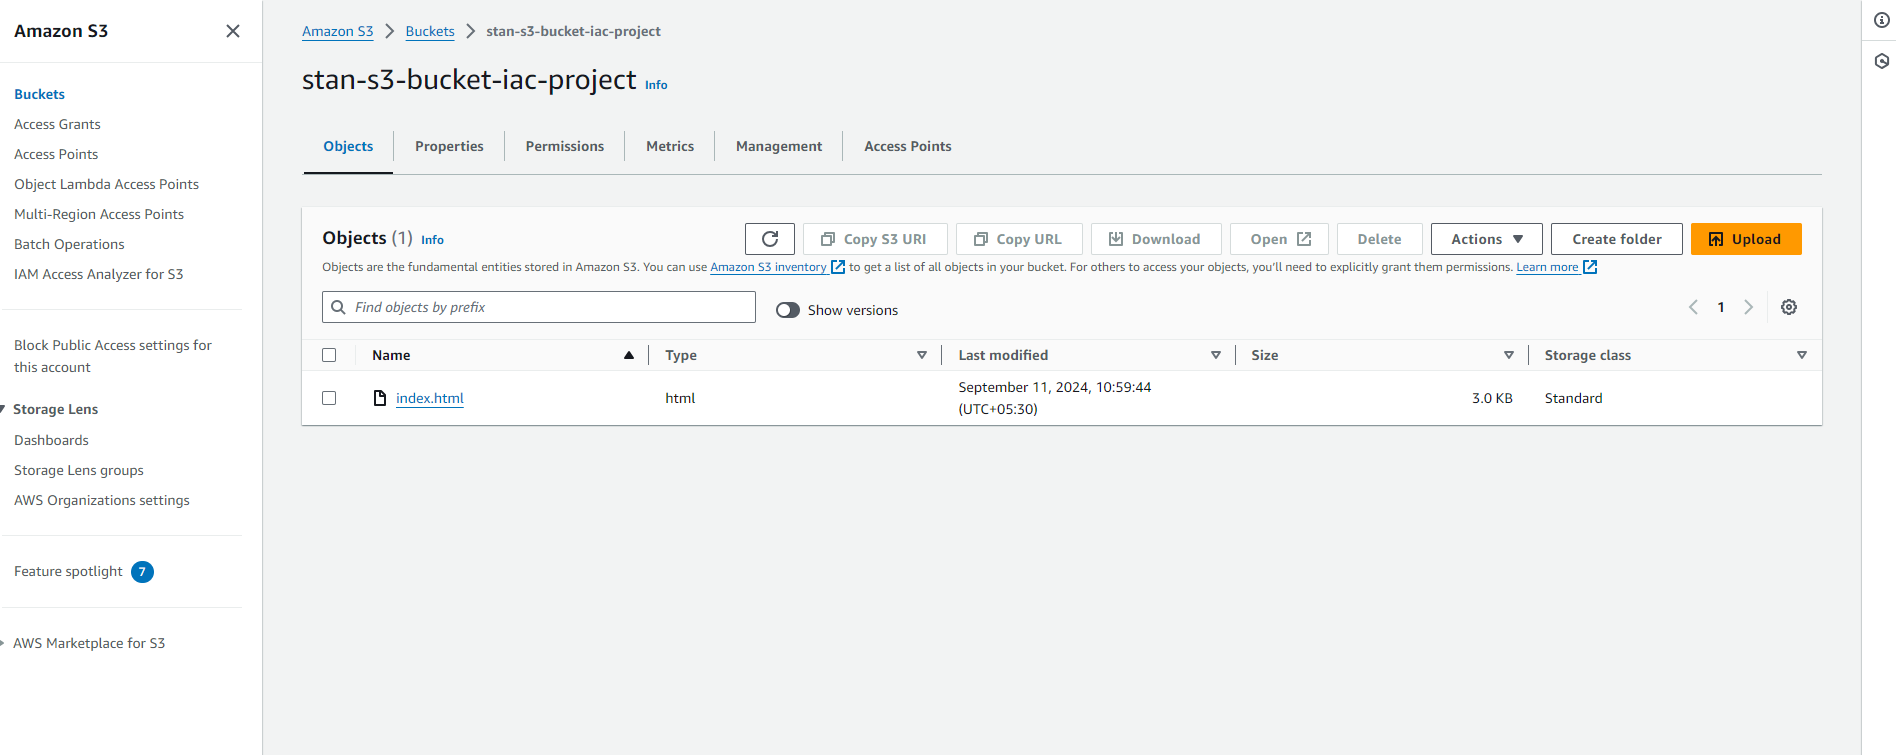 Amazon S3
Buckets
Access Grants
Access Points
Object Lambda Access Points
Multi-Region Access Points
Batch Operations
IAM Access Analyzer for S3
Block Public Access settings for
this account
Storage Lens
Dashboards
Storage Lens groups
AWS Organizations settings
Feature spotlight 7
AWS Marketplace for S3
Amazon S3 Buckets stan-s3-bucket-iac-project
stan-s3-bucket-iac-project Info
Objects Properties Permissions Metrics Management Access Points
Objects (1) Info Copy S3 URI Copy URL Download Open Delete Actions Create folder Upload
Objects are the fundamental entities stored in Amazon S3. You can use Amazon S3 inventory to get a list of all objects in your bucket. For others to access your objects, you’ll need to explicitly grant them permissions. Learn more
Find objects by prefix Show versions 1
Name Type Last modified Size Storage class
index.html html September 11, 2024, 10:59:44 3.0 KB Standard
(UTC+05:30)